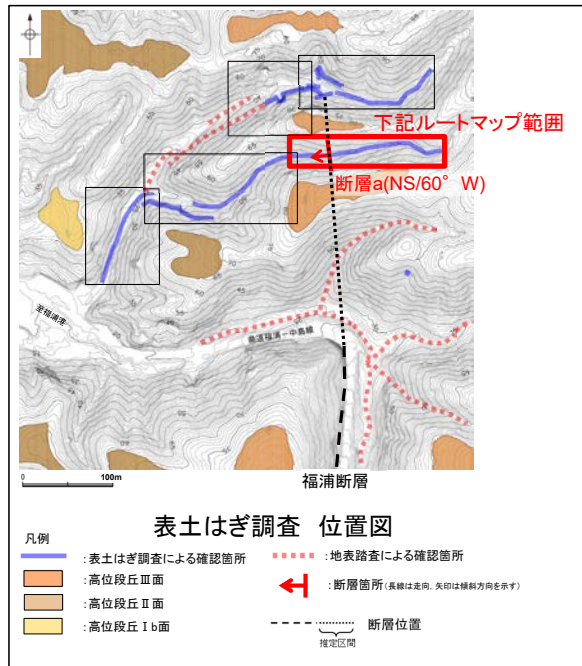 下記ルートマップ範囲
断層a(NS/60°W)
至福浦港
県道福浦ー中島線
0 100m
福浦断層
表土はぎ調査 位置図
凡例
:表土はぎ調査による確認箇所
:地表踏査による確認箇所
:高位段丘Ⅲ面
:断層箇所(長線は走向、矢印は傾斜方向を示す)
:高位段丘Ⅱ面
:高位段丘Ⅰb面
断層位置
推定区間